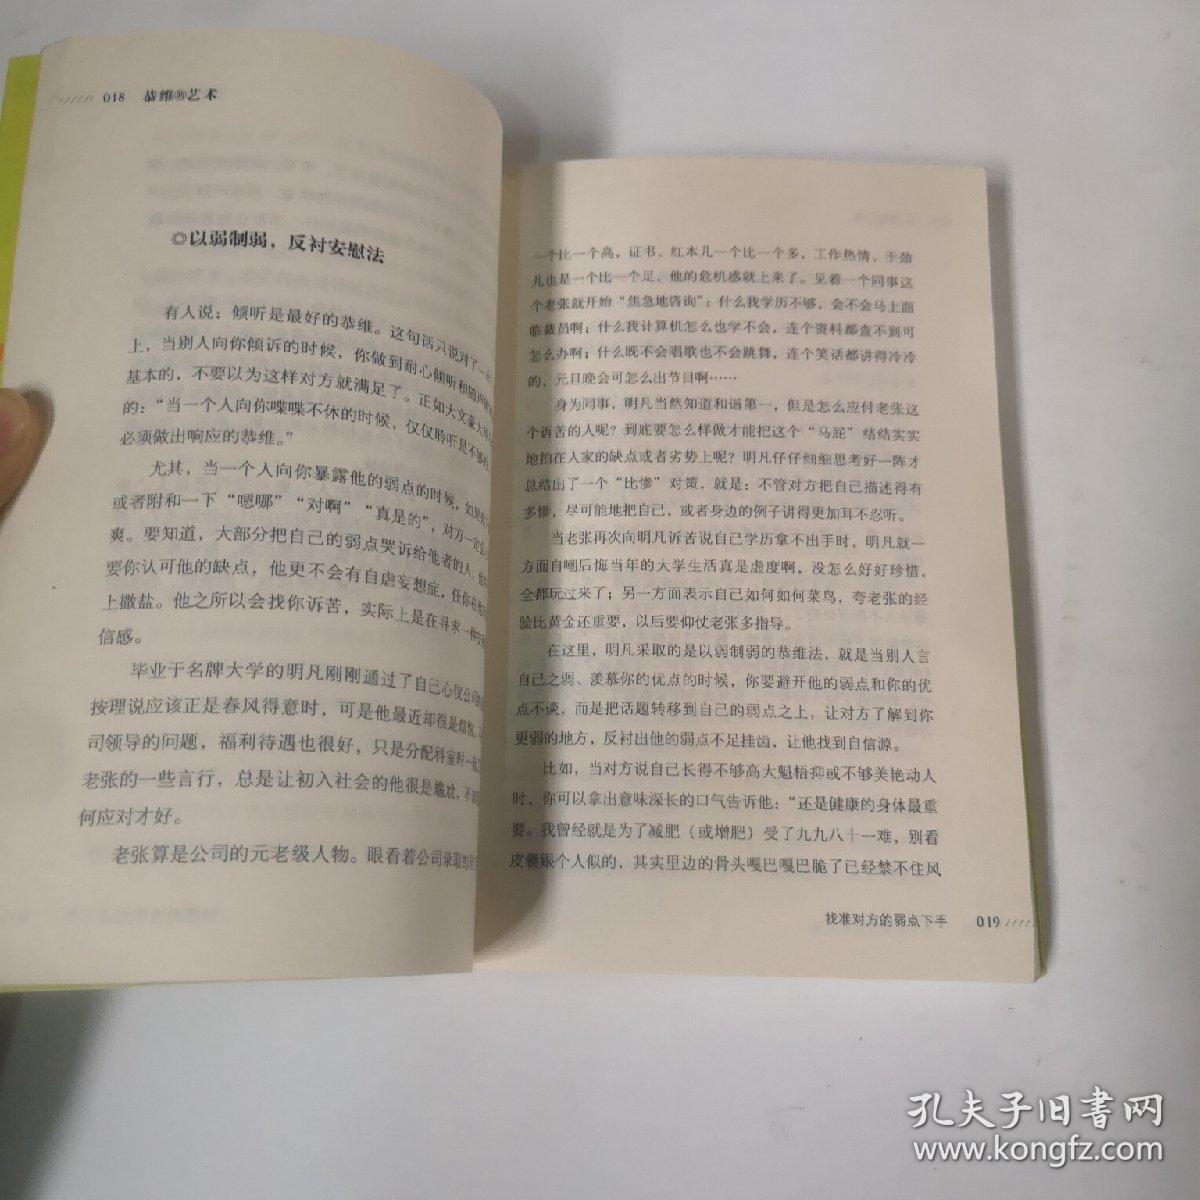 018 恭维的艺术
◎以弱制弱，反衬安慰法
有人说：倾听是最好的恭维。这句话只说对了一
上，当别人向你倾诉的时候，你做到耐心倾听和随声
基本的，不要以为这样对方就满足了。正如大文豪
的：“当一个人向你喋喋不休的时候，仅仅聆听是不够
必须做出响应的恭维。”
尤其，当一个人向你暴露他的弱点的时候，如果你
或者附和一下“嗯哪”“对啊”“真是的”，对方一定会
爽。要知道，大部分把自己的弱点哭诉给他者的人，他
要你认可他的缺点，他更不会有自虐妄想症，任你在他
上撒盐。他之所以会找你诉苦，实际上是在寻求一种
信感。
毕业于名牌大学的明凡刚刚通过了自己心仪公司的
按理说应该正是春风得意时，可是他最近却很是烦恼，
司领导的问题，福利待遇也很好，只是分配科室时一起
老张的一些言行，总是让初入社会的他很是尴尬，不
何应对才好。
老张算是公司的元老级人物。眼看着公司录取的
一个比一个高，证书、红本儿一个比一个多，工作热情、干劲
儿也是一个比一个足，他的危机感就上来了。见着一个同事这
个老张就开始“焦急地咨询”：什么我学历不够，会不会马上面
临裁员啊；什么我计算机怎么也学不会，连个资料都查不到可
怎么办啊；什么既不会唱歌也不会跳舞，连个笑话都讲得冷冷
的，元旦晚会可怎么出节目啊……
身为同事，明凡当然知道和谐第一，但是怎么应付老张这
个诉苦的人呢？到底要怎么样做才能把这个“马屁”结结实实
地拍在人家的缺点或者劣势上呢？明凡仔仔细细思考好一阵才
总结出了一个“比惨”对策，就是：不管对方把自己描述得有
多惨，尽可能地把自己，或者身边的例子讲得更加耳不忍听。
当老张再次向明凡诉苦说自己学历拿不出手时，明凡就一
方面自嘲后悔当年的大学生活真是虚度啊，没怎么好好珍惜，
全都玩过来了；另一方面表示自己如何如何菜鸟，夸老张的经
验比黄金还重要，以后要仰仗老张多指导。
在这里，明凡采取的是以弱制弱的恭维法，就是当别人言
自己之弱、羡慕你的优点的时候，你要避开他的弱点和你的优
点不谈，而是把话题转移到自己的弱点之上，让对方了解到你
更弱的地方，反衬出他的弱点不足挂齿，让他找到自信源。
比如，当对方说自己长得不够高大魁梧抑或不够美艳动人
时，你可以拿出意味深长的口气告诉他：“还是健康的身体最重
要。我曾经就是为了减肥（或增肥）受了九九八十一难，别看
皮囊跟个人似的，其实里边的骨头嘎巴嘎巴脆了已经禁不住风
找准对方的弱点下手 019
孔夫子旧书网
www.kongfz.com